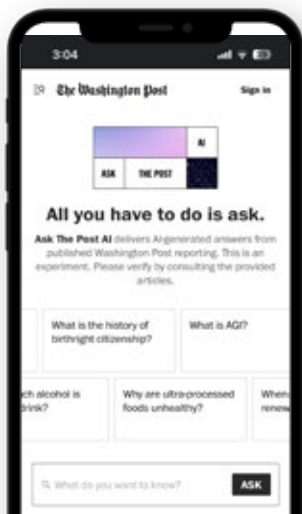 3:04
The Washington Post
Sign in
AI
ASK
THE POST
All you have to do is ask.
Ask The Post AI delivers AI-generated answers from
published Washington Post reporting. This is an
experiment. Please verify by consulting the provided
articles.
What is the history of
birthright citizenship?
What is AGI?
ch alcohol is
drink?
Why are ultra-processed
foods unhealthy?
When
renew
What do you want to know?
ASK